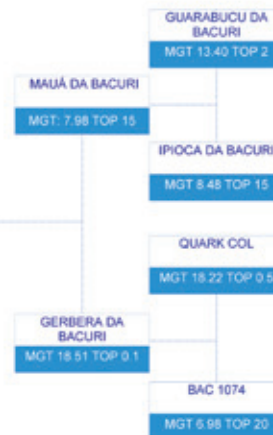 GUARABUCU DA
BACURI
MGT 13.40 TOP 2
MAUÁ DA BACURI
MGT: 7.98 TOP 15
IPIOCA DA BACURI
MGT 8.48 TOP 15
QUARK COL
MGT 18.22 TOP 0.5
GERBERA DA
BACURI
MGT 18.51 TOP 0.1
BAC 1074
MGT 6.98 TOP 20